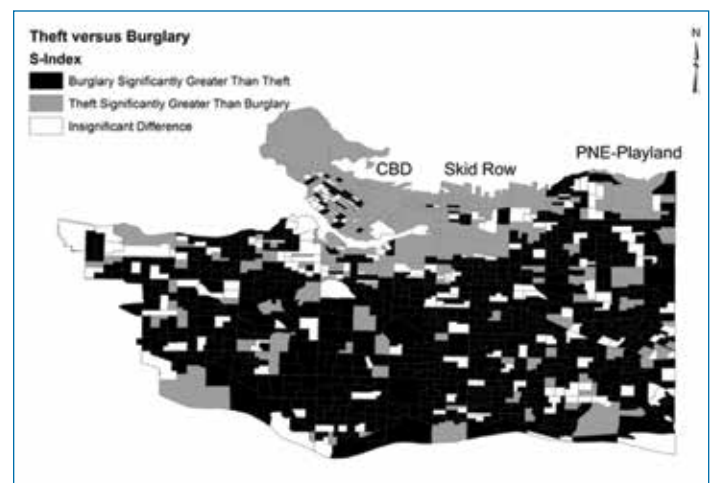 Theft versus Burglary
S-Index
Burglary Significantly Greater Than Theft
Theft Significantly Greater Than Burglary
Insignificant Difference
N
CBD
Skid Row
PNE-Playland